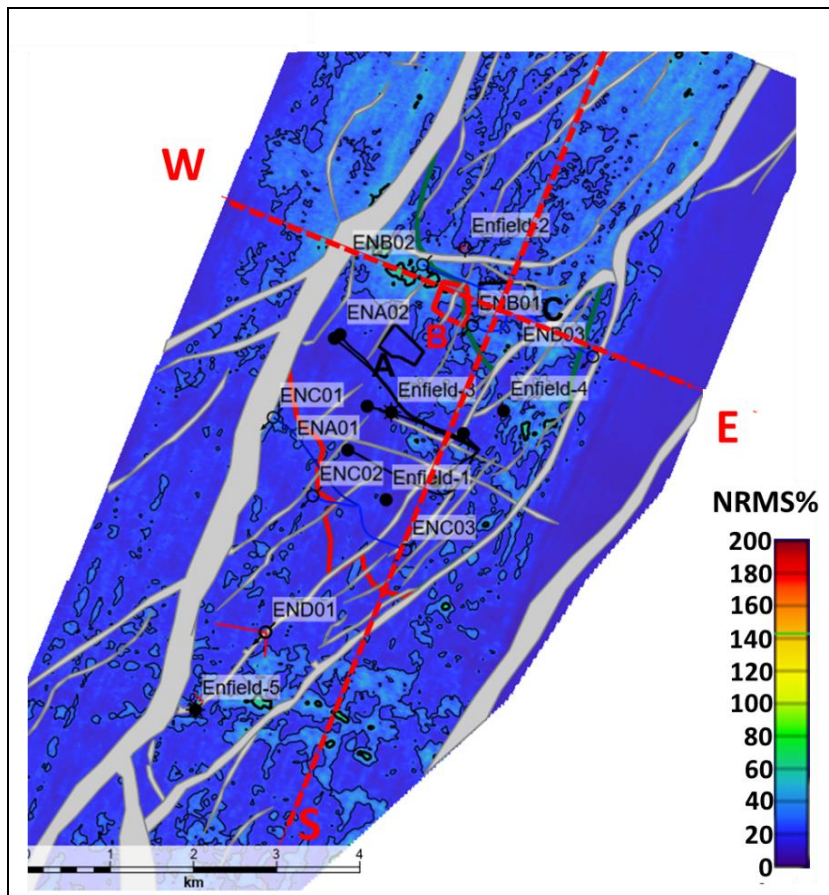 W
Enfield-2
ENB02
ENB01
C
ENA02
B
ENB03
A
Enfield-3
Enfield-4
ENC01
E
ENA01
ENC02
Enfield-1
NRMS%
ENC03
200
180
160
140
120
100
80
60
40
20
0
END01
Enfield-5
S
0 1 2 3 4
km